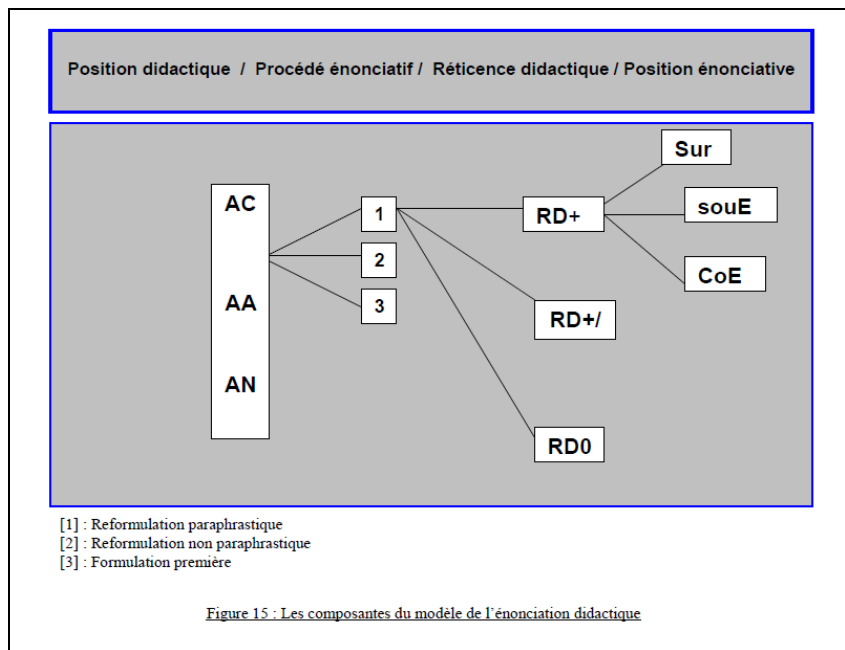 Position didactique / Procédé énonciatif / Réticence didactique / Position énonciative
Sur
AC
1
RD+
souE
2
CoE
AA
3
RD+/
AN
RD0
[1] : Reformulation paraphrastique
[2] : Reformulation non paraphrastique
[3] : Formulation première
Figure 15 : Les composantes du modèle de l'énonciation didactique